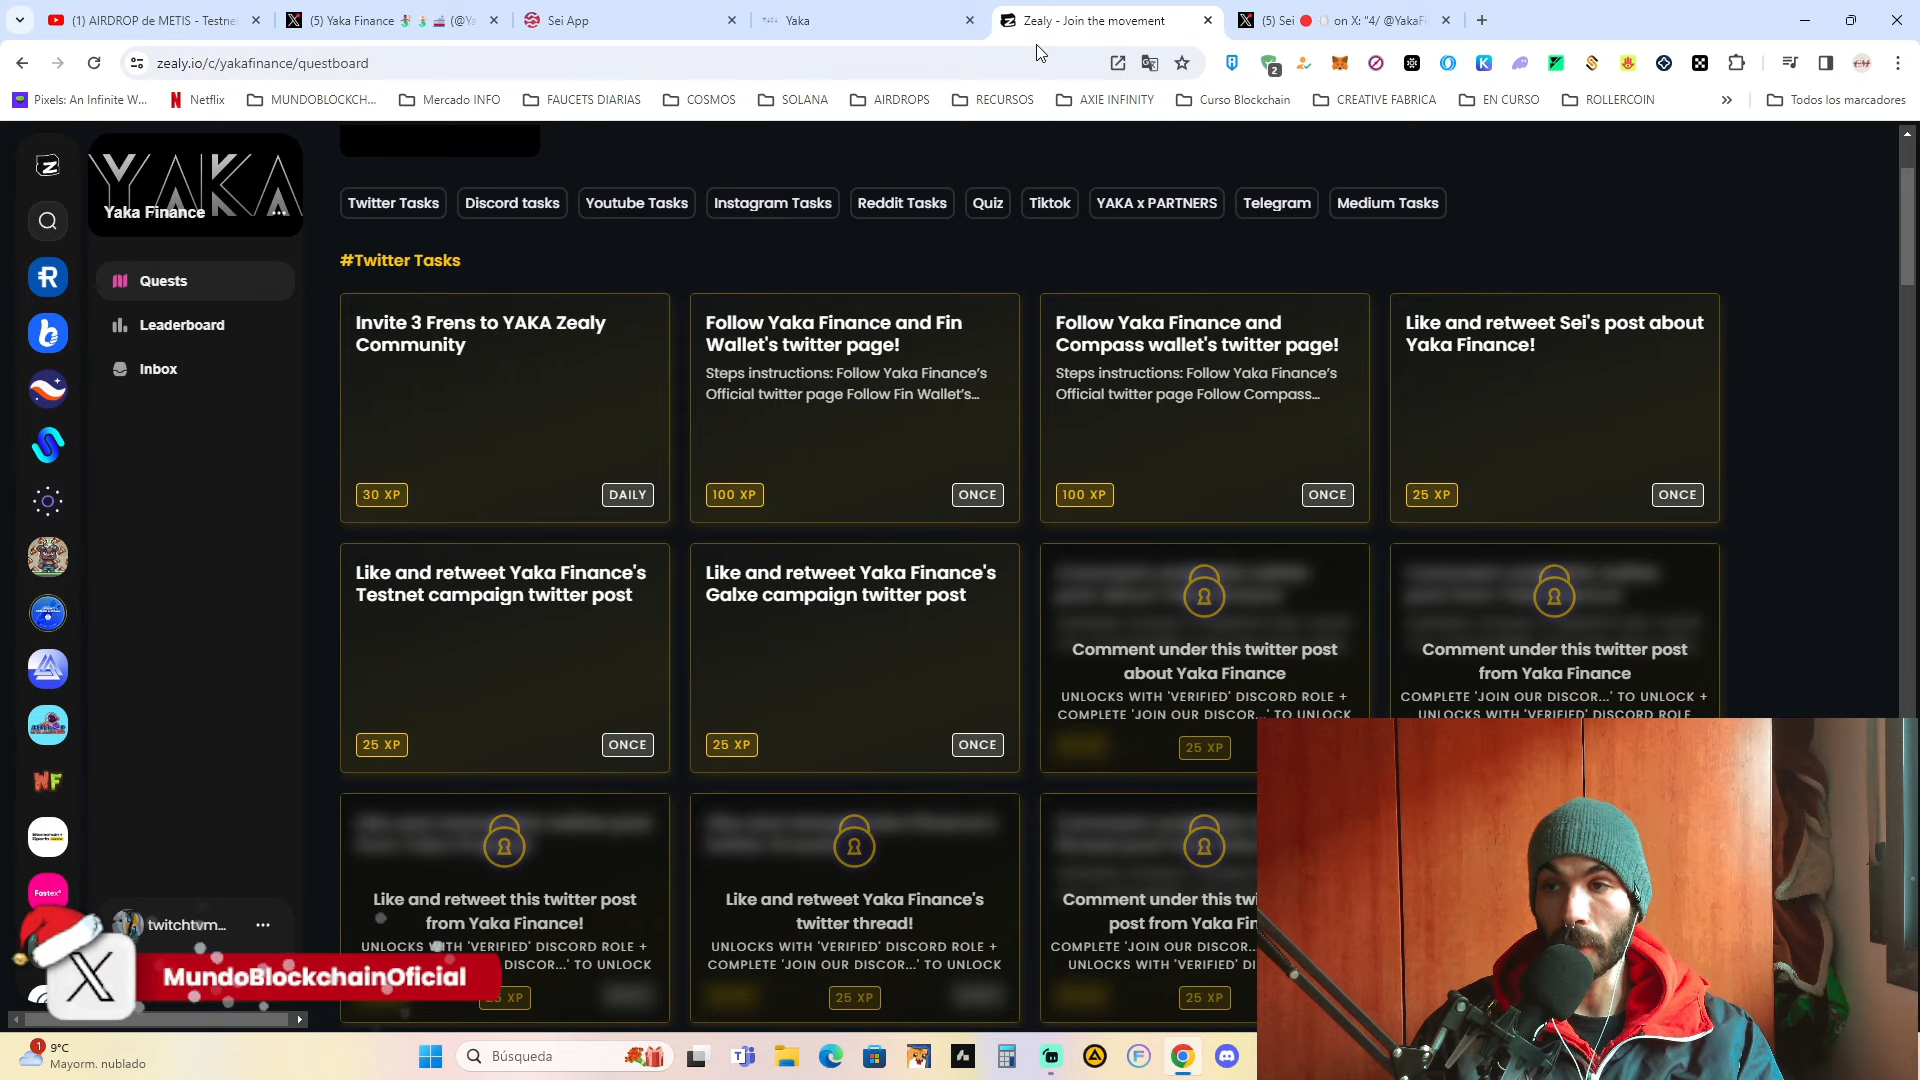 (1) AIRDROP de METIS - Testne
(5) Yaka Finance
(@Ya
Sei App
Yaka
Zealy - Join the movement
(5) Sei
on X: "4/ @YakaFi
zealy.io/c/yakafinance/questboard
2
Pixels: An Infinite W...
Netflix
MUNDOBLOCKCH...
Mercado INFO
FAUCETS DIARIAS
COSMOS
SOLANA
AIRDROPS
RECURSOS
AXIE INFINITY
Curso Blockchain
CREATIVE FABRICA
EN CURSO
ROLLERCOIN
Todos los marcadores
YAKA
Yaka Finance
Quests
Leaderboard
Inbox
Twitter Tasks
Discord tasks
Youtube Tasks
Instagram Tasks
Reddit Tasks
Quiz
Tiktok
YAKA x PARTNERS
Telegram
Medium Tasks
#Twitter Tasks
Invite 3 Frens to YAKA Zealy
Community
30 XP
DAILY
Follow Yaka Finance and Fin
Wallet's twitter page!
Steps instructions: Follow Yaka Finance's
Official twitter page Follow Fin Wallet's...
100 XP
ONCE
Follow Yaka Finance and
Compass wallet's twitter page!
Steps instructions: Follow Yaka Finance's
Official twitter page Follow Compass...
100 XP
ONCE
Like and retweet Sei's post about
Yaka Finance!
25 XP
ONCE
Like and retweet Yaka Finance's
Testnet campaign twitter post
25 XP
ONCE
Like and retweet Yaka Finance's
Galxe campaign twitter post
25 XP
ONCE
Comment under this twitter post
about Yaka Finance
UNLOCKS WITH 'VERIFIED' DISCORD ROLE +
COMPLETE 'JOIN OUR DISCOR...' TO UNLOCK
25 XP
Comment under this twitter post
from Yaka Finance
COMPLETE 'JOIN OUR DISCOR...' TO UNLOCK +
UNLOCKS WITH 'VERIFIED' DISCORD ROLE
Like and retweet this twitter post
from Yaka Finance!
UNLOCKS WITH 'VERIFIED' DISCORD ROLE +
DISCOR...' TO UNLOCK
XP
Like and retweet Yaka Finance's
twitter thread!
UNLOCKS WITH 'VERIFIED' DISCORD ROLE +
COMPLETE 'JOIN OUR DISCOR...' TO UNLOCK
25 XP
Comment under this twi
post from Yaka Fin
COMPLETE 'JOIN OUR DISCOR
UNLOCKS WITH 'VERIFIED' DI
25 XP
WF
Fastex
twitchtvm...
MundoBlockchainOficial
1
9°C
Mayorm. nublado
Búsqueda